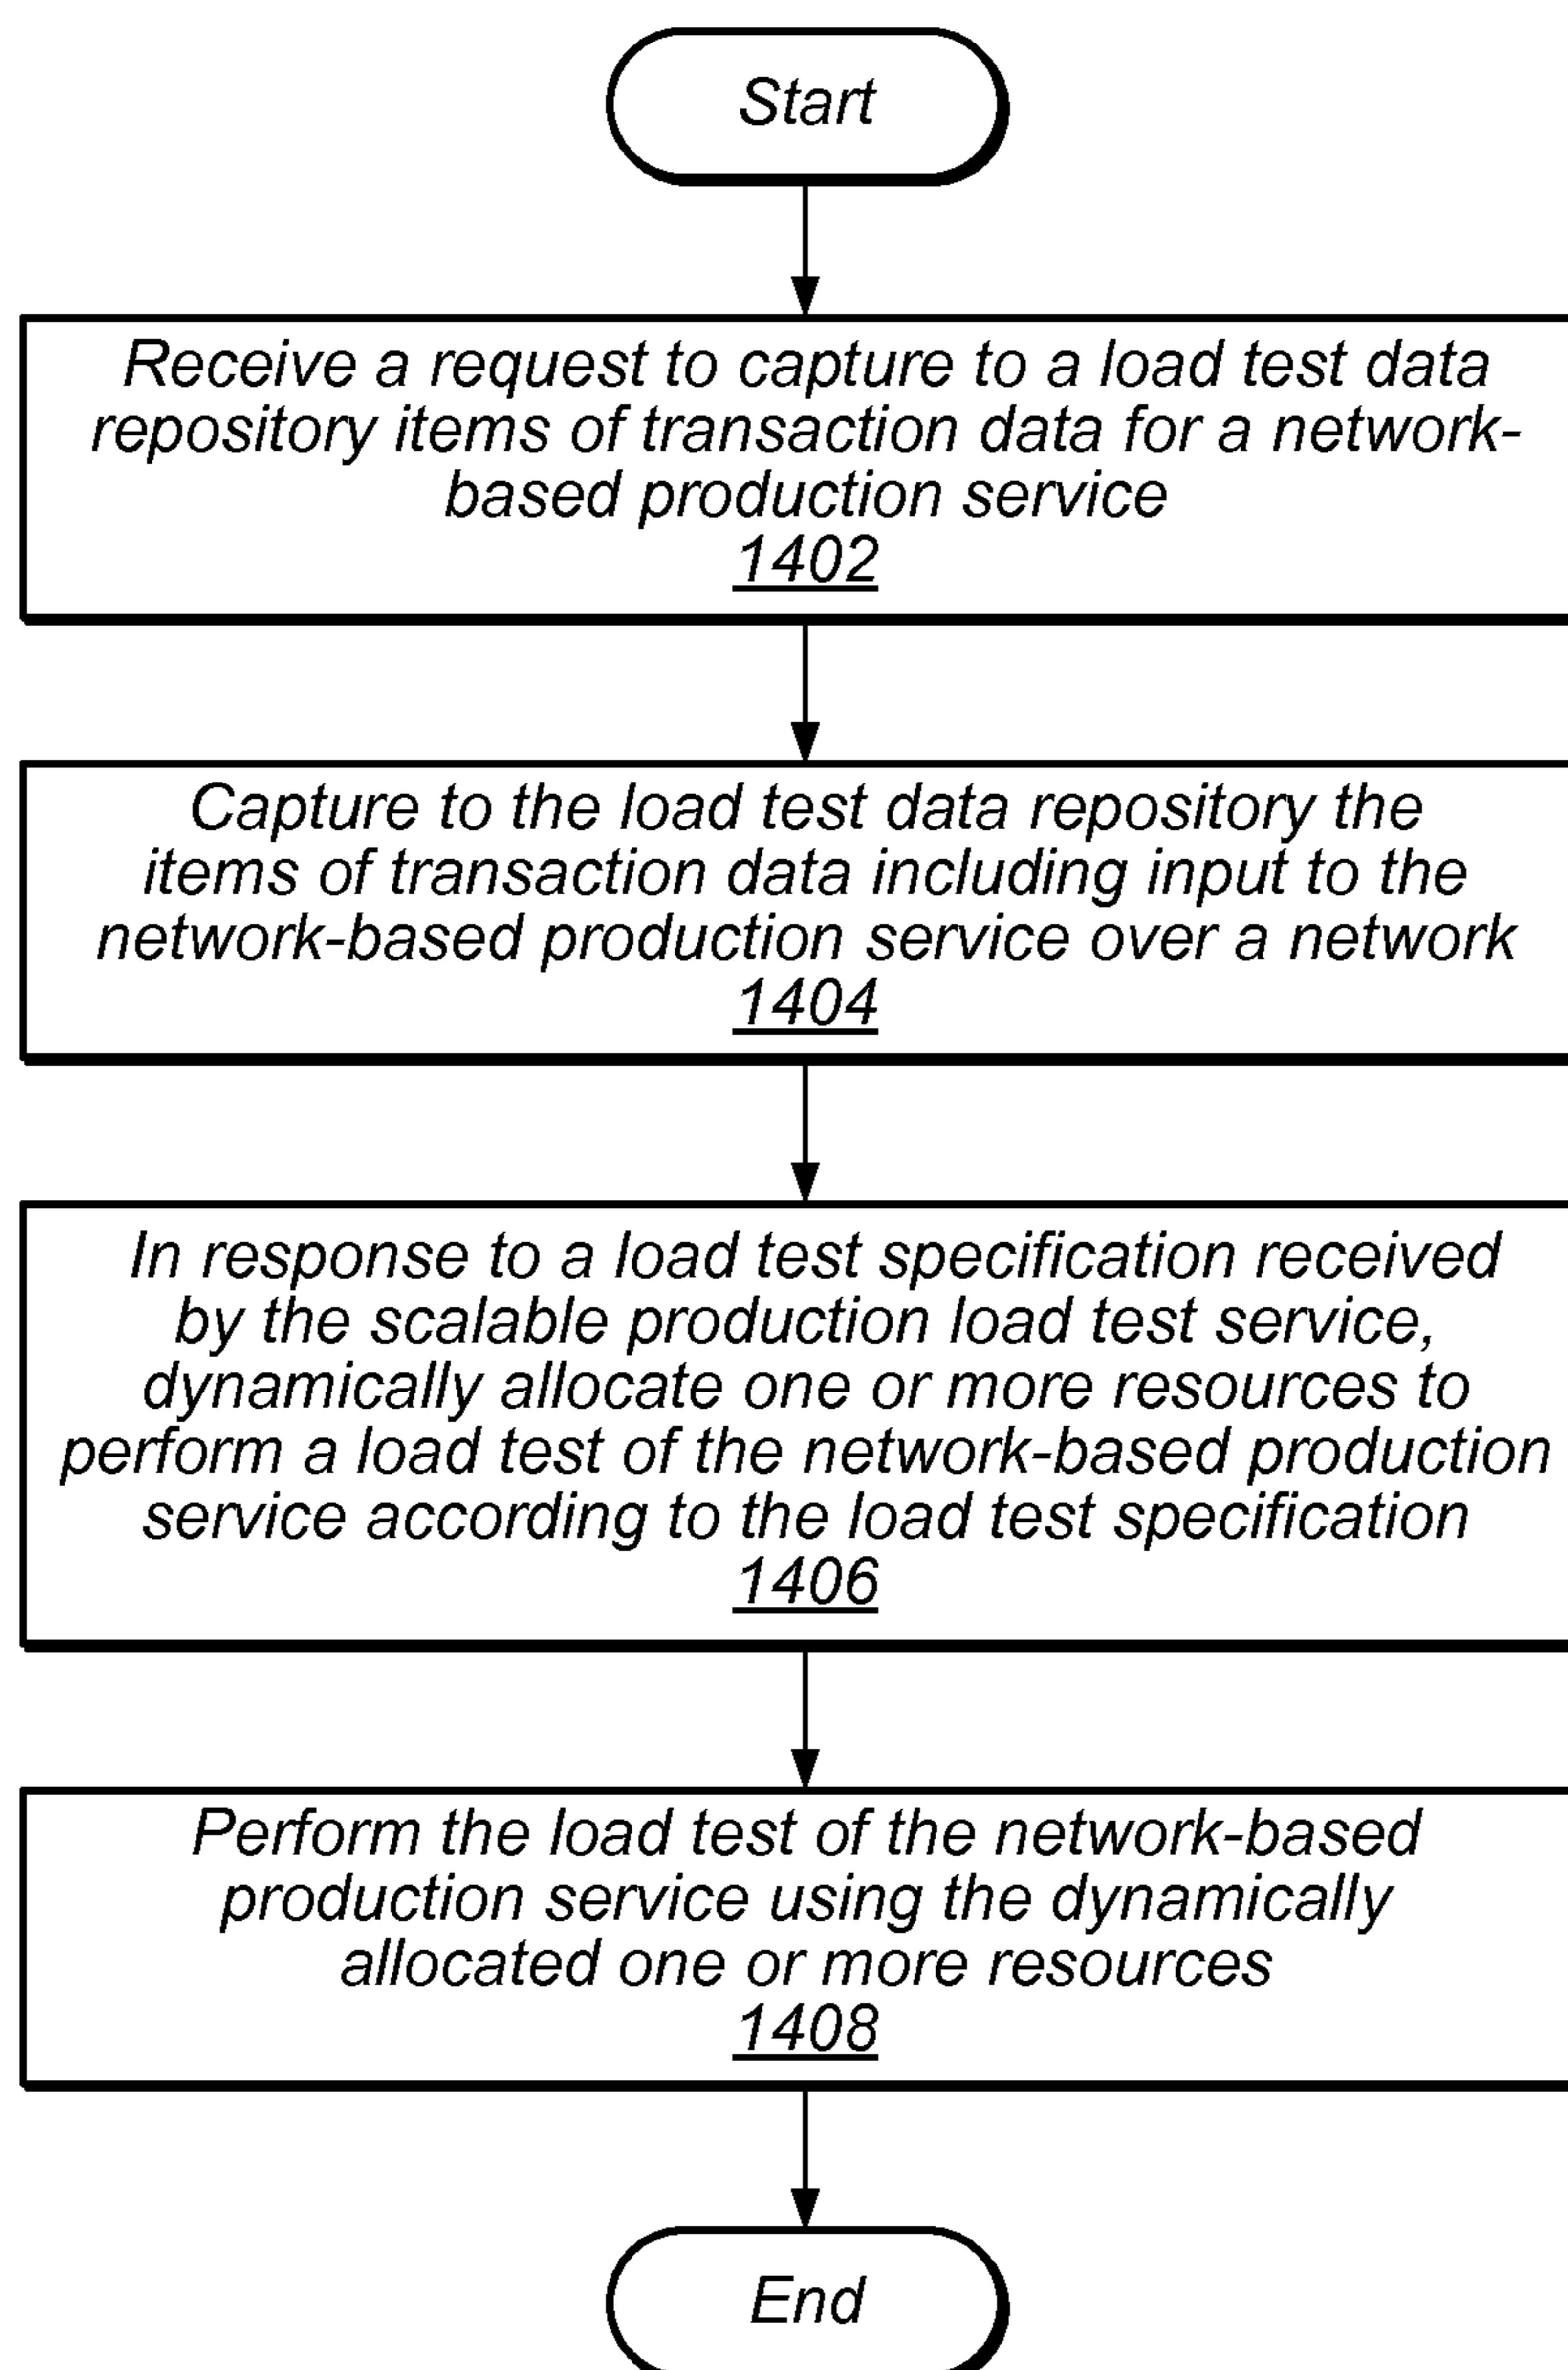 Start
Receive a request to capture to a load test data
repository items of transaction data for a network-
based production service
1402
Capture to the load test data repository the
items of transaction data including input to the
network-based production service over a network
1404
In response to a load test specification received
by the scalable production load test service,
dynamically allocate one or more resources to
perform a load test of the network-based production
service according to the load test specification
1406
Perform the load test of the network-based
production service using the dynamically
allocated one or more resources
1408
End